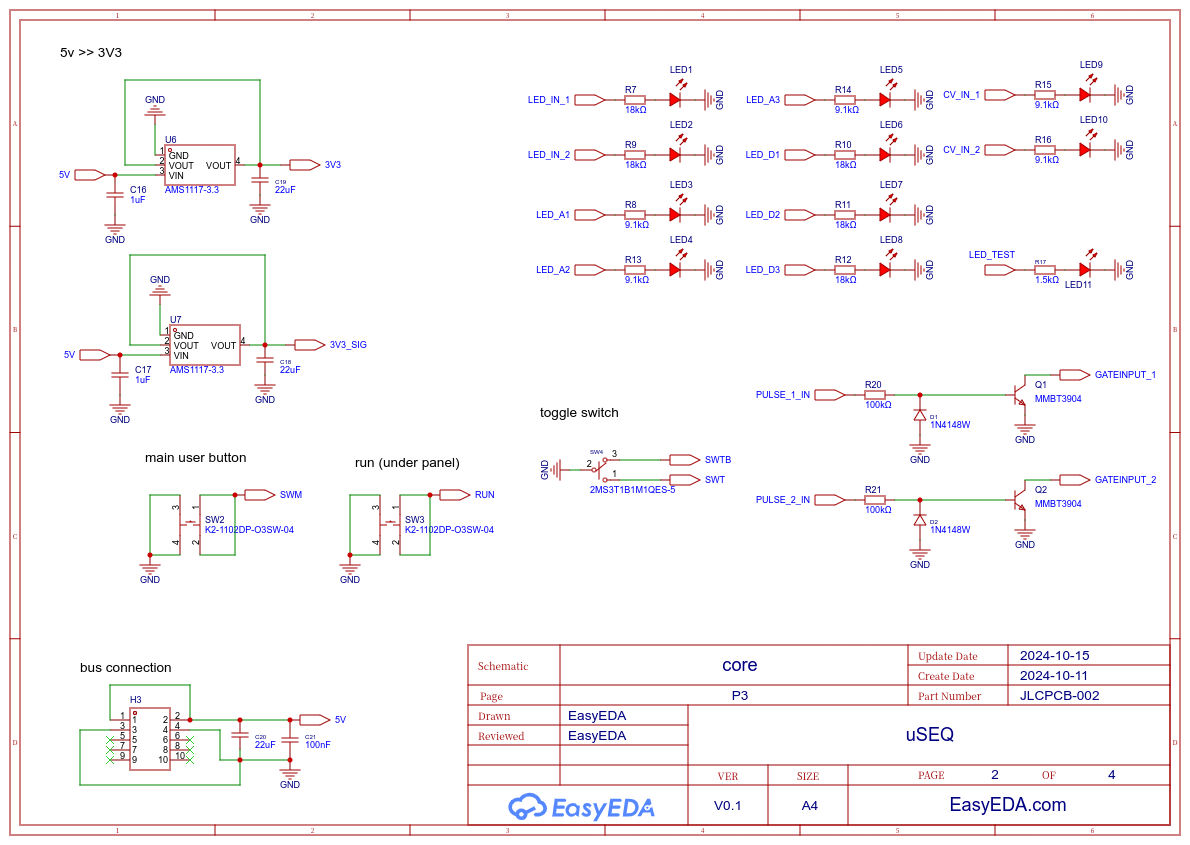 1 2 3 4 5 6
A
B
C
D
A
B
C
D
5v >> 3V3
GND
U6
1 GND
2 VOUT VOUT 4
3 VIN
AMS1117-3.3
5V
C16
1uF
GND
3V3
C19
22uF
GND
GND
U7
1 GND
2 VOUT VOUT 4
3 VIN
AMS1117-3.3
5V
C17
1uF
GND
3V3_SIG
C18
22uF
GND
LED_IN_1 R7 18kΩ LED1 GND
LED_IN_2 R9 18kΩ LED2 GND
LED_A1 R8 9.1kΩ LED3 GND
LED_A2 R13 9.1kΩ LED4 GND
LED_A3 R14 9.1kΩ LED5 GND
LED_D1 R10 18kΩ LED6 GND
LED_D2 R11 18kΩ LED7 GND
LED_D3 R12 18kΩ LED8 GND
CV_IN_1 R15 9.1kΩ LED9 GND
CV_IN_2 R16 9.1kΩ LED10 GND
LED_TEST R17 1.5kΩ LED11 GND
PULSE_1_IN R20 100kΩ
D1
1N4148W
GND
Q1
MMBT3904
GATEINPUT_1
GND
PULSE_2_IN R21 100kΩ
D2
1N4148W
GND
Q2
MMBT3904
GATEINPUT_2
GND
toggle switch
GND
SW4
2 3 1
2MS3T1B1M1QES-5
SWTB
SWT
main user button
3 1
4 2
SW2
K2-1102DP-O3SW-04
SWM
GND
run (under panel)
3 1
4 2
SW3
K2-1102DP-O3SW-04
RUN
GND
bus connection
H3
1 1 2 2
3 3 4 4
5 5 6 6
7 7 8 8
9 9 10 10
5V
C20
22uF
C21
100nF
GND
Schematic core
Update Date 2024-10-15
Create Date 2024-10-11
Page P3
Part Number JLCPCB-002
Drawn EasyEDA
Reviewed EasyEDA
uSEQ
VER SIZE PAGE 2 OF 4
EasyEDA V0.1 A4 EasyEDA.com
1 2 3 4 5 6